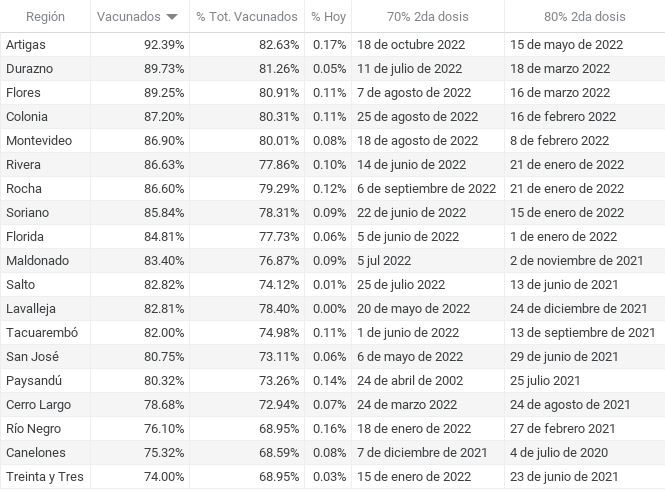 Región Vacunados % Tot. Vacunados % Hoy 70% 2da dosis 80% 2da dosis
Artigas 92.39% 82.63% 0.17% 18 de octubre 2022 15 de mayo de 2022
Durazno 89.73% 81.26% 0.05% 11 de julio de 2022 18 de marzo 2022
Flores 89.25% 80.91% 0.11% 7 de agosto de 2022 16 de marzo 2022
Colonia 87.20% 80.31% 0.11% 25 de agosto de 2022 16 de febrero 2022
Montevideo 86.90% 80.01% 0.08% 18 de agosto de 2022 8 de febrero 2022
Rivera 86.63% 77.86% 0.10% 14 de junio de 2022 21 de enero de 2022
Rocha 86.60% 79.29% 0.12% 6 de septiembre de 2022 21 de enero de 2022
Soriano 85.84% 78.31% 0.09% 22 de junio de 2022 15 de enero de 2022
Florida 84.81% 77.73% 0.06% 5 de junio de 2022 1 de enero de 2022
Maldonado 83.40% 76.87% 0.09% 5 jul 2022 2 de noviembre de 2021
Salto 82.82% 74.12% 0.01% 25 de julio de 2022 13 de junio de 2021
Lavalleja 82.81% 78.40% 0.00% 20 de mayo de 2022 24 de diciembre de 2021
Tacuarembó 82.00% 74.98% 0.11% 1 de junio de 2022 13 de septiembre de 2021
San José 80.75% 73.11% 0.06% 6 de mayo de 2022 29 de junio de 2021
Paysandú 80.32% 73.26% 0.14% 24 de abril de 2002 25 julio 2021
Cerro Largo 78.68% 72.94% 0.07% 24 de marzo de 2022 24 de agosto de 2021
Río Negro 76.10% 68.95% 0.16% 18 de enero de 2022 27 de febrero 2021
Canelones 75.32% 68.59% 0.08% 7 de diciembre de 2021 4 de julio de 2020
Treinta y Tres 74.00% 68.95% 0.03% 15 de enero de 2022 23 de junio de 2021